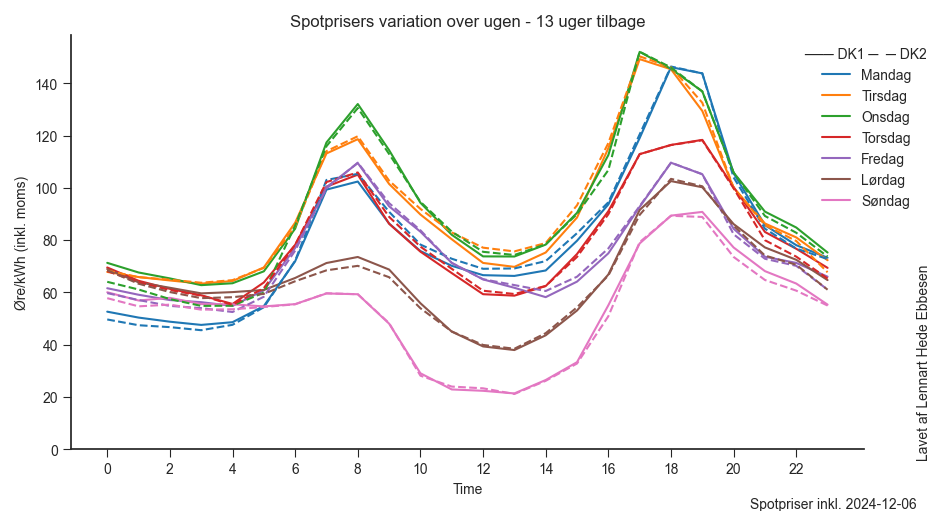 Spotprisers variation over ugen - 13 uger tilbage
DK1 DK2
Mandag
Tirsdag
Onsdag
Torsdag
Fredag
Lørdag
Søndag
Øre/kWh (inkl. moms)
140
120
100
80
60
40
20
0
0 2 4 6 8 10 12 14 16 18 20 22
Time
Lavet af Lennart Hede Ebbesen
Spotpriser inkl. 2024-12-06